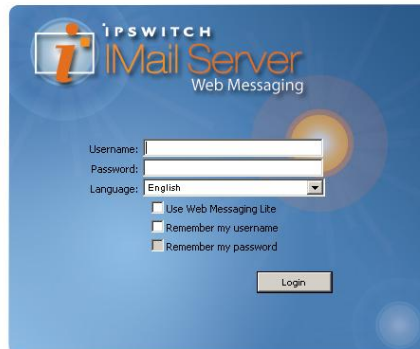 IPSWITCH
IMail Server
Web Messaging
Username:
Password:
Language: English
Use Web Messaging Lite
Remember my username
Remember my password
Login